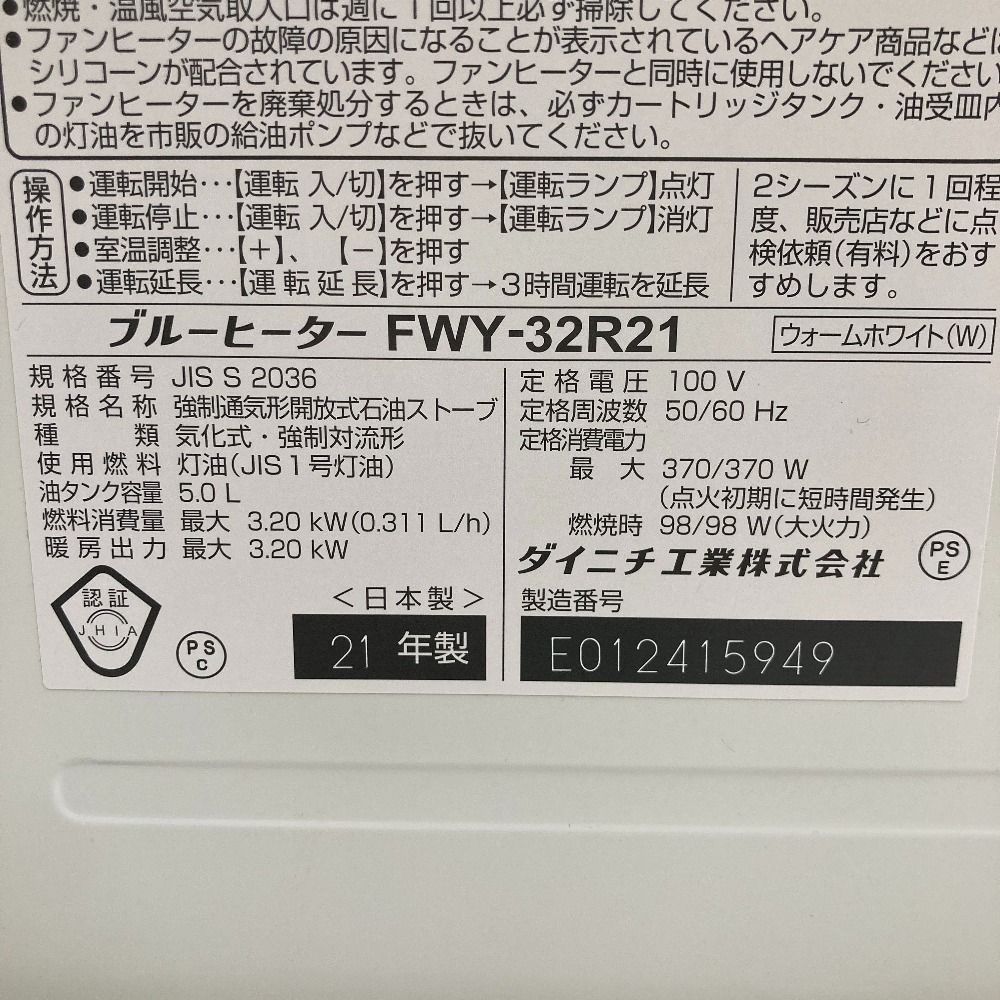 ●燃焼・温風空気取入口は週に1回以上必ず掃除してください。
●ファンヒーターの故障の原因になることが表示されているヘアケア商品などに
シリコーンが配合されています。ファンヒーターと同時に使用しないでください
●ファンヒーターを廃棄処分するときは、必ずカートリッジタンク・油受皿内
の灯油を市販の給油ポンプなどで抜いてください。
操作方法
●運転開始…【運転 入/切】を押す→【運転ランプ】点灯
●運転停止…【運転 入/切】を押す→【運転ランプ】消灯
●室温調整…【＋】、【－】を押す
●運転延長…【運転延長】を押す→3時間運転を延長
2シーズンに1回程
度、販売店などに点
検依頼(有料)をおす
すめします。
ブルーヒーター FWY-32R21
ウォームホワイト(W)
規格番号 JIS S 2036
規格名称 強制通気形開放式石油ストーブ
種類 気化式・強制対流形
使用燃料 灯油(JIS1号灯油)
油タンク容量 5.0 L
燃料消費量 最大 3.20 kW(0.311 L/h)
暖房出力 最大 3.20 kW
認証
JHIA
PS
C
<日本製>
21 年製
定格電圧 100 V
定格周波数 50/60 Hz
定格消費電力
最大 370/370 W
(点火初期に短時間発生)
燃焼時 98/98 W(大火力)
ダイニチ工業株式会社
PS
E
製造番号
E012415949